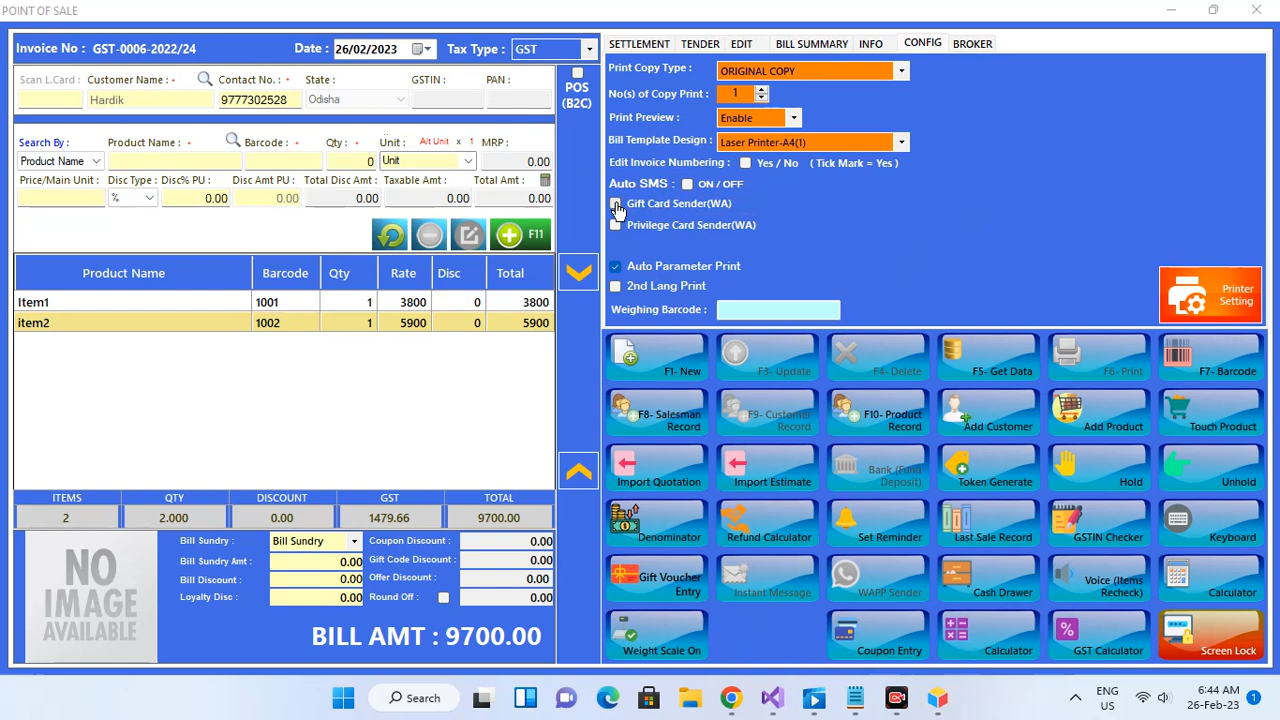 POINT OF SALE
Invoice No : GST-0006-2022/24 Date : 26/02/2023 Tax Type : GST
Scan L.Card : Customer Name : * Contact No. : * State : GSTIN : PAN :
Hardik 9777302528 Odisha
POS
(B2C)
Search By : Product Name : * Barcode : * Qty : * Unit : Alt Unit x 1 MRP :
Product Name 0 Unit 0.00
Price/Main Unit : Disc Type : Disc% PU : Disc Amt PU : Total Disc Amt : Taxable Amt : Total Amt :
% 0.00 0.00 0.00 0.00 0.00
F11
Product Name Barcode Qty Rate Disc Total
Item1 1001 1 3800 0 3800
item2 1002 1 5900 0 5900
ITEMS QTY DISCOUNT GST TOTAL
2 2.000 0.00 1479.66 9700.00
NO
IMAGE
AVAILABLE
Bill Sundry : Bill Sundry Coupon Discount : 0.00
Bill Sundry Amt : 0.00 Gift Code Discount : 0.00
Bill Discount : 0.00 Offer Discount : 0.00
Loyalty Disc : 0.00 Round Off : 0.00
BILL AMT : 9700.00
SETTLEMENT TENDER EDIT BILL SUMMARY INFO CONFIG BROKER
Print Copy Type : ORIGINAL COPY
No(s) of Copy Print : 1
Print Preview : Enable
Bill Template Design : Laser Printer-A4(1)
Edit Invoice Numbering : Yes / No ( Tick Mark = Yes )
Auto SMS : ON / OFF
Gift Card Sender(WA)
Privilege Card Sender(WA)
Auto Parameter Print
2nd Lang Print
Weighing Barcode :
Printer
Setting
F1- New F3- Update F4- Delete F5- Get Data F6- Print F7- Barcode
F8- Salesman
Record
F9- Customer
Record
F10- Product
Record
Add Customer Add Product Touch Product
Import Quotation Import Estimate
Bank (Fund
Deposit)
Token Generate Hold Unhold
Denominator Refund Calculator Set Reminder Last Sale Record GSTIN Checker Keyboard
Gift Voucher
Entry
Instant Message WAPP Sender Cash Drawer
Voice (Items
Recheck)
Calculator
Weight Scale On Coupon Entry Calculator GST Calculator Screen Lock
Search
ENG
US
6:44 AM
26-Feb-23
1